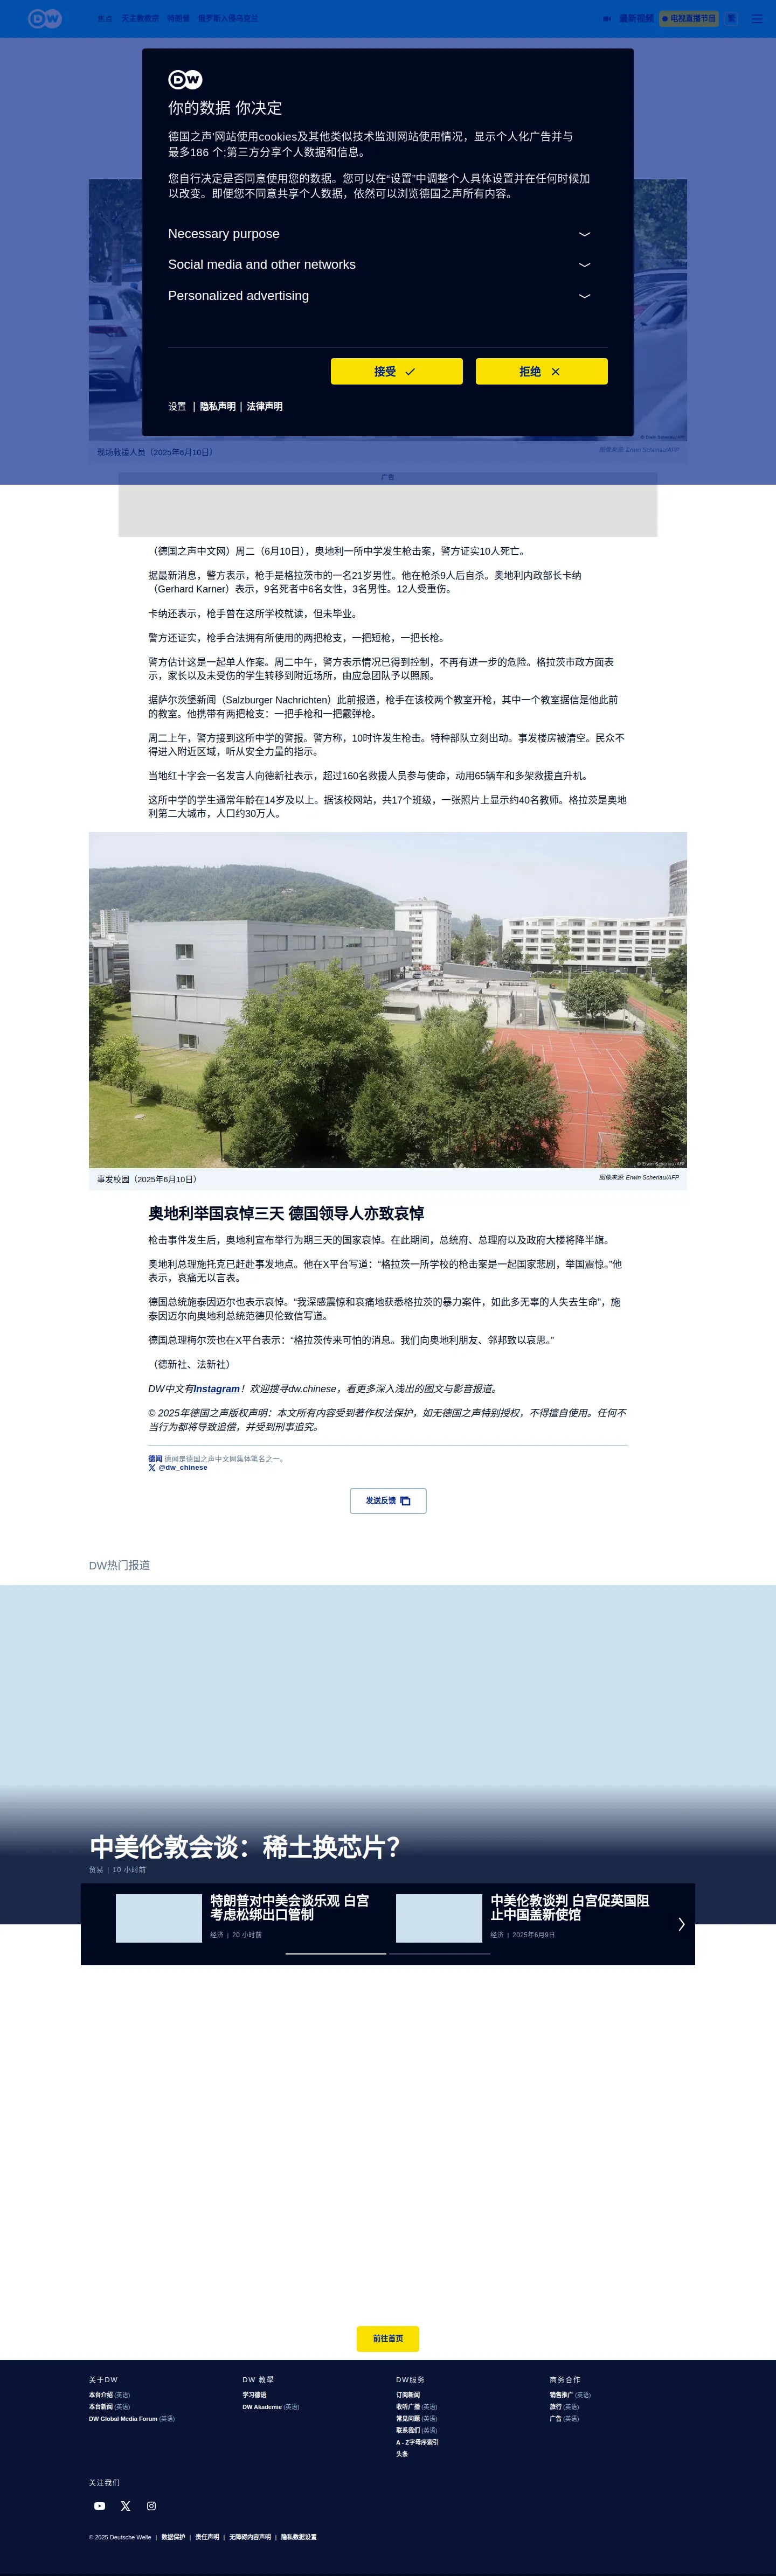 DW
焦点 天主教教宗 特朗普 俄罗斯入侵乌克兰 最新视频 电视直播节目 繁
DW
你的数据 你决定
德国之声'网站使用cookies及其他类似技术监测网站使用情况，显示个人化广告并与
最多186 个;第三方分享个人数据和信息。
您自行决定是否同意使用您的数据。您可以在“设置”中调整个人具体设置并在任何时候加
以改变。即便您不同意共享个人数据，依然可以浏览德国之声所有内容。
Necessary purpose
Social media and other networks
Personalized advertising
接受 拒绝
设置 | 隐私声明 | 法律声明
© Erwin Scheriau/AFP
现场救援人员（2025年6月10日） 图像来源: Erwin Scheriau/AFP
广告
（德国之声中文网）周二（6月10日），奥地利一所中学发生枪击案，警方证实10人死亡。
据最新消息，警方表示，枪手是格拉茨市的一名21岁男性。他在枪杀9人后自杀。奥地利内政部长卡纳
（Gerhard Karner）表示，9名死者中6名女性，3名男性。12人受重伤。
卡纳还表示，枪手曾在这所学校就读，但未毕业。
警方还证实，枪手合法拥有所使用的两把枪支，一把短枪，一把长枪。
警方估计这是一起单人作案。周二中午，警方表示情况已得到控制，不再有进一步的危险。格拉茨市政方面表
示，家长以及未受伤的学生转移到附近场所，由应急团队予以照顾。
据萨尔茨堡新闻（Salzburger Nachrichten）此前报道，枪手在该校两个教室开枪，其中一个教室据信是他此前
的教室。他携带有两把枪支：一把手枪和一把霰弹枪。
周二上午，警方接到这所中学的警报。警方称，10时许发生枪击。特种部队立刻出动。事发楼房被清空。民众不
得进入附近区域，听从安全力量的指示。
当地红十字会一名发言人向德新社表示，超过160名救援人员参与使命，动用65辆车和多架救援直升机。
这所中学的学生通常年龄在14岁及以上。据该校网站，共17个班级，一张照片上显示约40名教师。格拉茨是奥地
利第二大城市，人口约30万人。
© Erwin Scheriau/AFP
事发校园（2025年6月10日） 图像来源: Erwin Scheriau/AFP
奥地利举国哀悼三天 德国领导人亦致哀悼
枪击事件发生后，奥地利宣布举行为期三天的国家哀悼。在此期间，总统府、总理府以及政府大楼将降半旗。
奥地利总理施托克已赶赴事发地点。他在X平台写道：“格拉茨一所学校的枪击案是一起国家悲剧，举国震惊。”他
表示，哀痛无以言表。
德国总统施泰因迈尔也表示哀悼。“我深感震惊和哀痛地获悉格拉茨的暴力案件，如此多无辜的人失去生命”，施
泰因迈尔向奥地利总统范德贝伦致信写道。
德国总理梅尔茨也在X平台表示：“格拉茨传来可怕的消息。我们向奥地利朋友、邻邦致以哀思。”
（德新社、法新社）
DW中文有Instagram！欢迎搜寻dw.chinese，看更多深入浅出的图文与影音报道。
© 2025年德国之声版权声明：本文所有内容受到著作权法保护，如无德国之声特别授权，不得擅自使用。任何不
当行为都将导致追偿，并受到刑事追究。
德闻 德闻是德国之声中文网集体笔名之一。
@dw_chinese
发送反馈
DW热门报道
中美伦敦会谈：稀土换芯片？
贸易 | 10 小时前
特朗普对中美会谈乐观 白宫
考虑松绑出口管制
经济 | 20 小时前
中美伦敦谈判 白宫促英国阻
止中国盖新使馆
经济 | 2025年6月9日
前往首页
关于DW
本台介绍 (英语)
本台新闻 (英语)
DW Global Media Forum (英语)
DW 教學
学习德语
DW Akademie (英语)
DW服务
订阅新闻
收听广播 (英语)
常见问题 (英语)
联系我们 (英语)
A - Z字母序索引
头条
商务合作
销售推广 (英语)
旅行 (英语)
广告 (英语)
关注我们
© 2025 Deutsche Welle | 数据保护 | 责任声明 | 无障碍内容声明 | 隐私数据设置